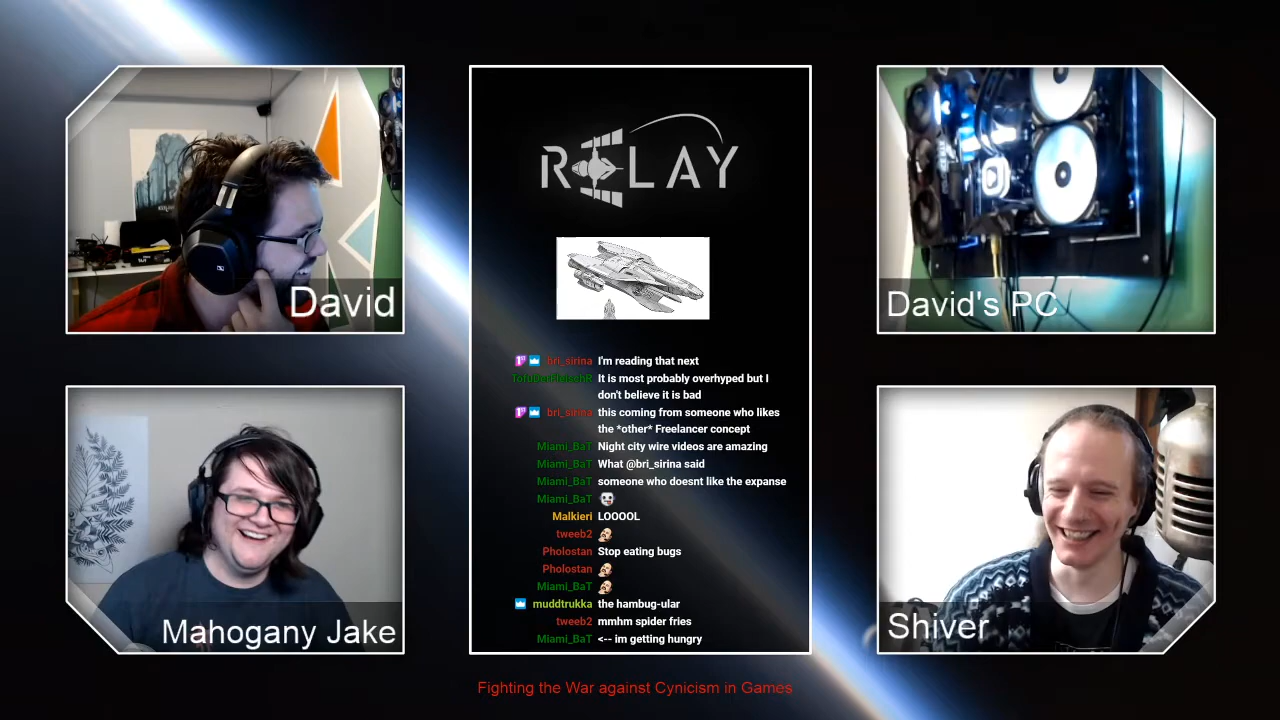 RELAY
David
David's PC
bri_sirina I'm reading that next
It is most probably overhyped but I
don't believe it is bad
bri_sirina this coming from someone who likes
the *other* Freelancer concept
Miami_BaT Night city wire videos are amazing
Miami_BaT What @bri_sirina said
Miami_BaT someone who doesnt like the expanse
Miami_BaT
Malkieri LOOOOL
tweeb2
Pholostan Stop eating bugs
Pholostan
Miami_BaT
muddtrukka the hambug-ular
tweeb2 mmhm spider fries
Miami_BaT <-- im getting hungry
Mahogany Jake
Shiver
Fighting the War against Cynicism in Games